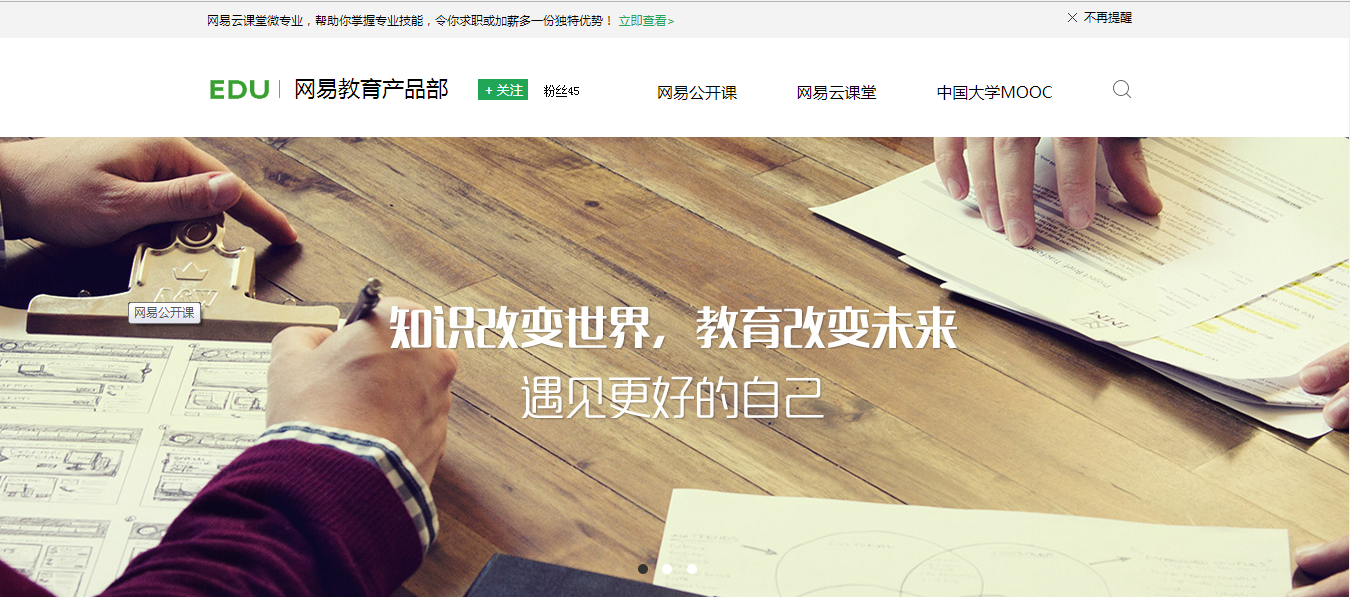 网易云课堂微专业，帮助你掌握专业技能，令你求职或加薪多一份独特优势！ 立即查看>
不再提醒
EDU | 网易教育产品部
+ 关注
粉丝45
网易公开课
网易云课堂
中国大学MOOC
网易公开课
知识改变世界，教育改变未来
遇见更好的自己